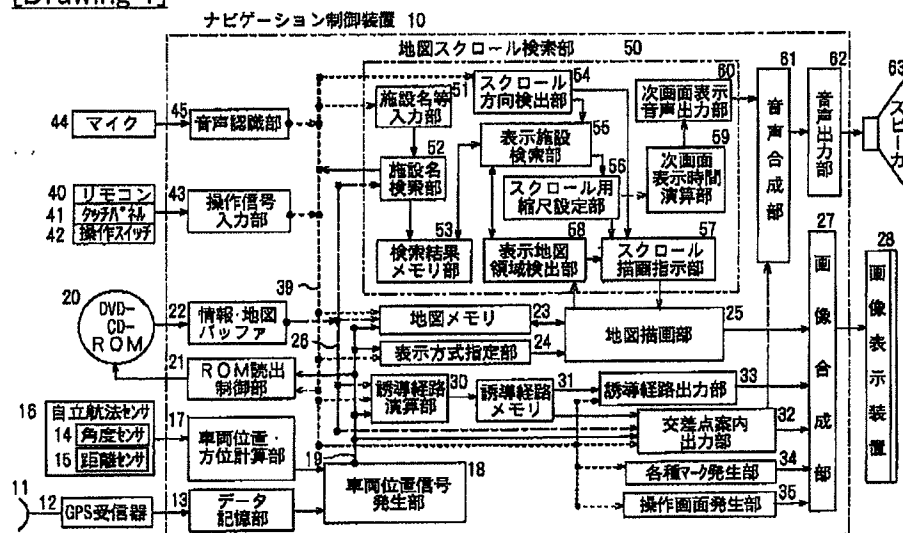 [Drawing 1]
ナビゲーション制御装置 10
地図スクロール検索部 50
51
施設名等
入力部
52
施設名
検索部
53
検索結果
メモリ部
54
スクロール
方向検出部
55
表示施設
検索部
56
スクロール用
縮尺設定部
57
スクロール
描画指示部
58
表示地図
領域検出部
59
次画面
表示時間
演算部
60
次画面表示
音声出力部
61
音声合成部
62
音声出力部
63
スピーカ
44 マイク
45
音声認識部
40 リモコン
41 タッチパネル
42 操作スイッチ
43
操作信号
入力部
39
20
DVD-
CD-
ROM
22
情報・地図
バッファ
26
21
ROM読出
制御部
地図メモリ
23
表示方式指定部
24
地図描画部
25
27
画像合成部
28
画像表示装置
16
自立航法センサ
14 角度センサ
15 距離センサ
17
車両位置・
方位計算部
19
誘導経路
演算部
30
誘導経路
メモリ
31
誘導経路出力部
33
交差点案内
出力部
32
11
12
GPS受信器
13
データ
記憶部
18
車両位置信号
発生部
各種マーク発生部
34
操作画面発生部
35